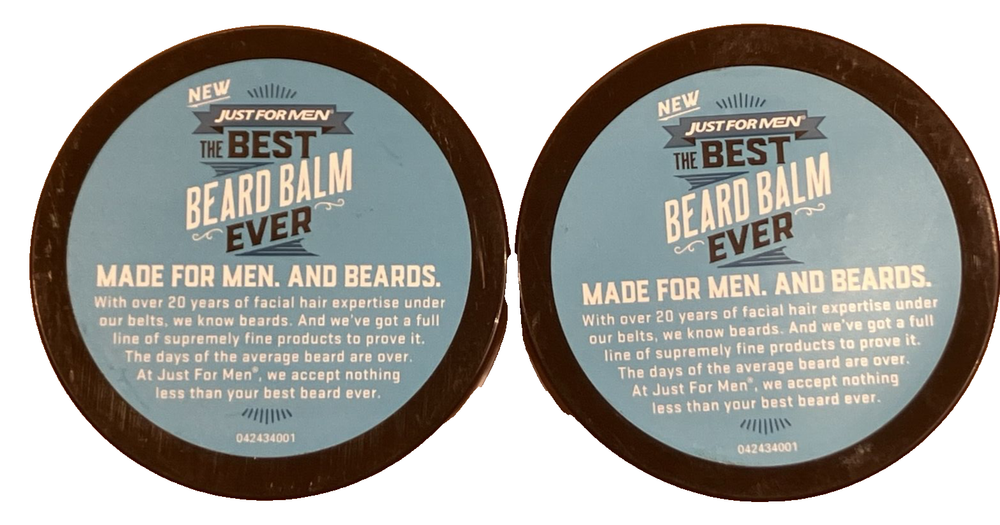 NEW
JUST FOR MEN®
THE BEST
BEARD BALM
EVER
MADE FOR MEN. AND BEARDS.
With over 20 years of facial hair expertise under
our belts, we know beards. And we've got a full
line of supremely fine products to prove it.
The days of the average beard are over.
At Just For Men®, we accept nothing
less than your best beard ever.
042434001
NEW
JUST FOR MEN®
THE BEST
BEARD BALM
EVER
MADE FOR MEN. AND BEARDS.
With over 20 years of facial hair expertise under
our belts, we know beards. And we've got a full
line of supremely fine products to prove it.
The days of the average beard are over.
At Just For Men®, we accept nothing
less than your best beard ever.
042434001